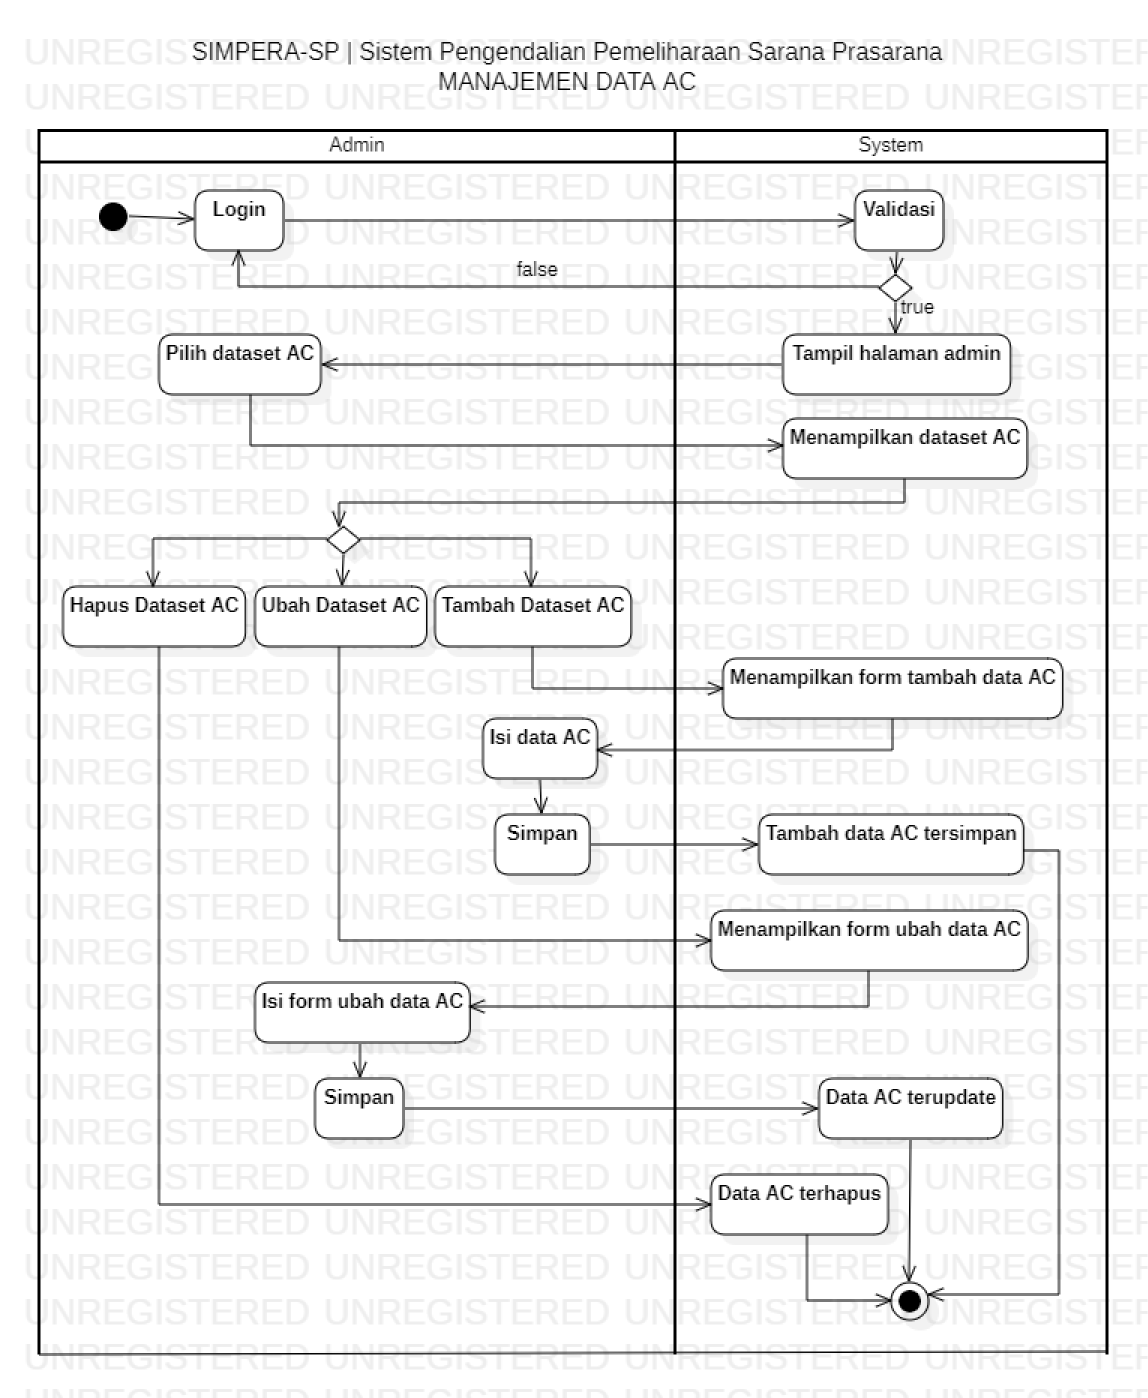 SIMPERA-SP | Sistem Pengendalian Pemeliharaan Sarana Prasarana
MANAJEMEN DATA AC
Admin
System
Login
Validasi
false
true
Pilih dataset AC
Tampil halaman admin
Menampilkan dataset AC
Hapus Dataset AC
Ubah Dataset AC
Tambah Dataset AC
Menampilkan form tambah data AC
Isi data AC
Simpan
Tambah data AC tersimpan
Menampilkan form ubah data AC
Isi form ubah data AC
Simpan
Data AC terupdate
Data AC terhapus
UNREGISTERED